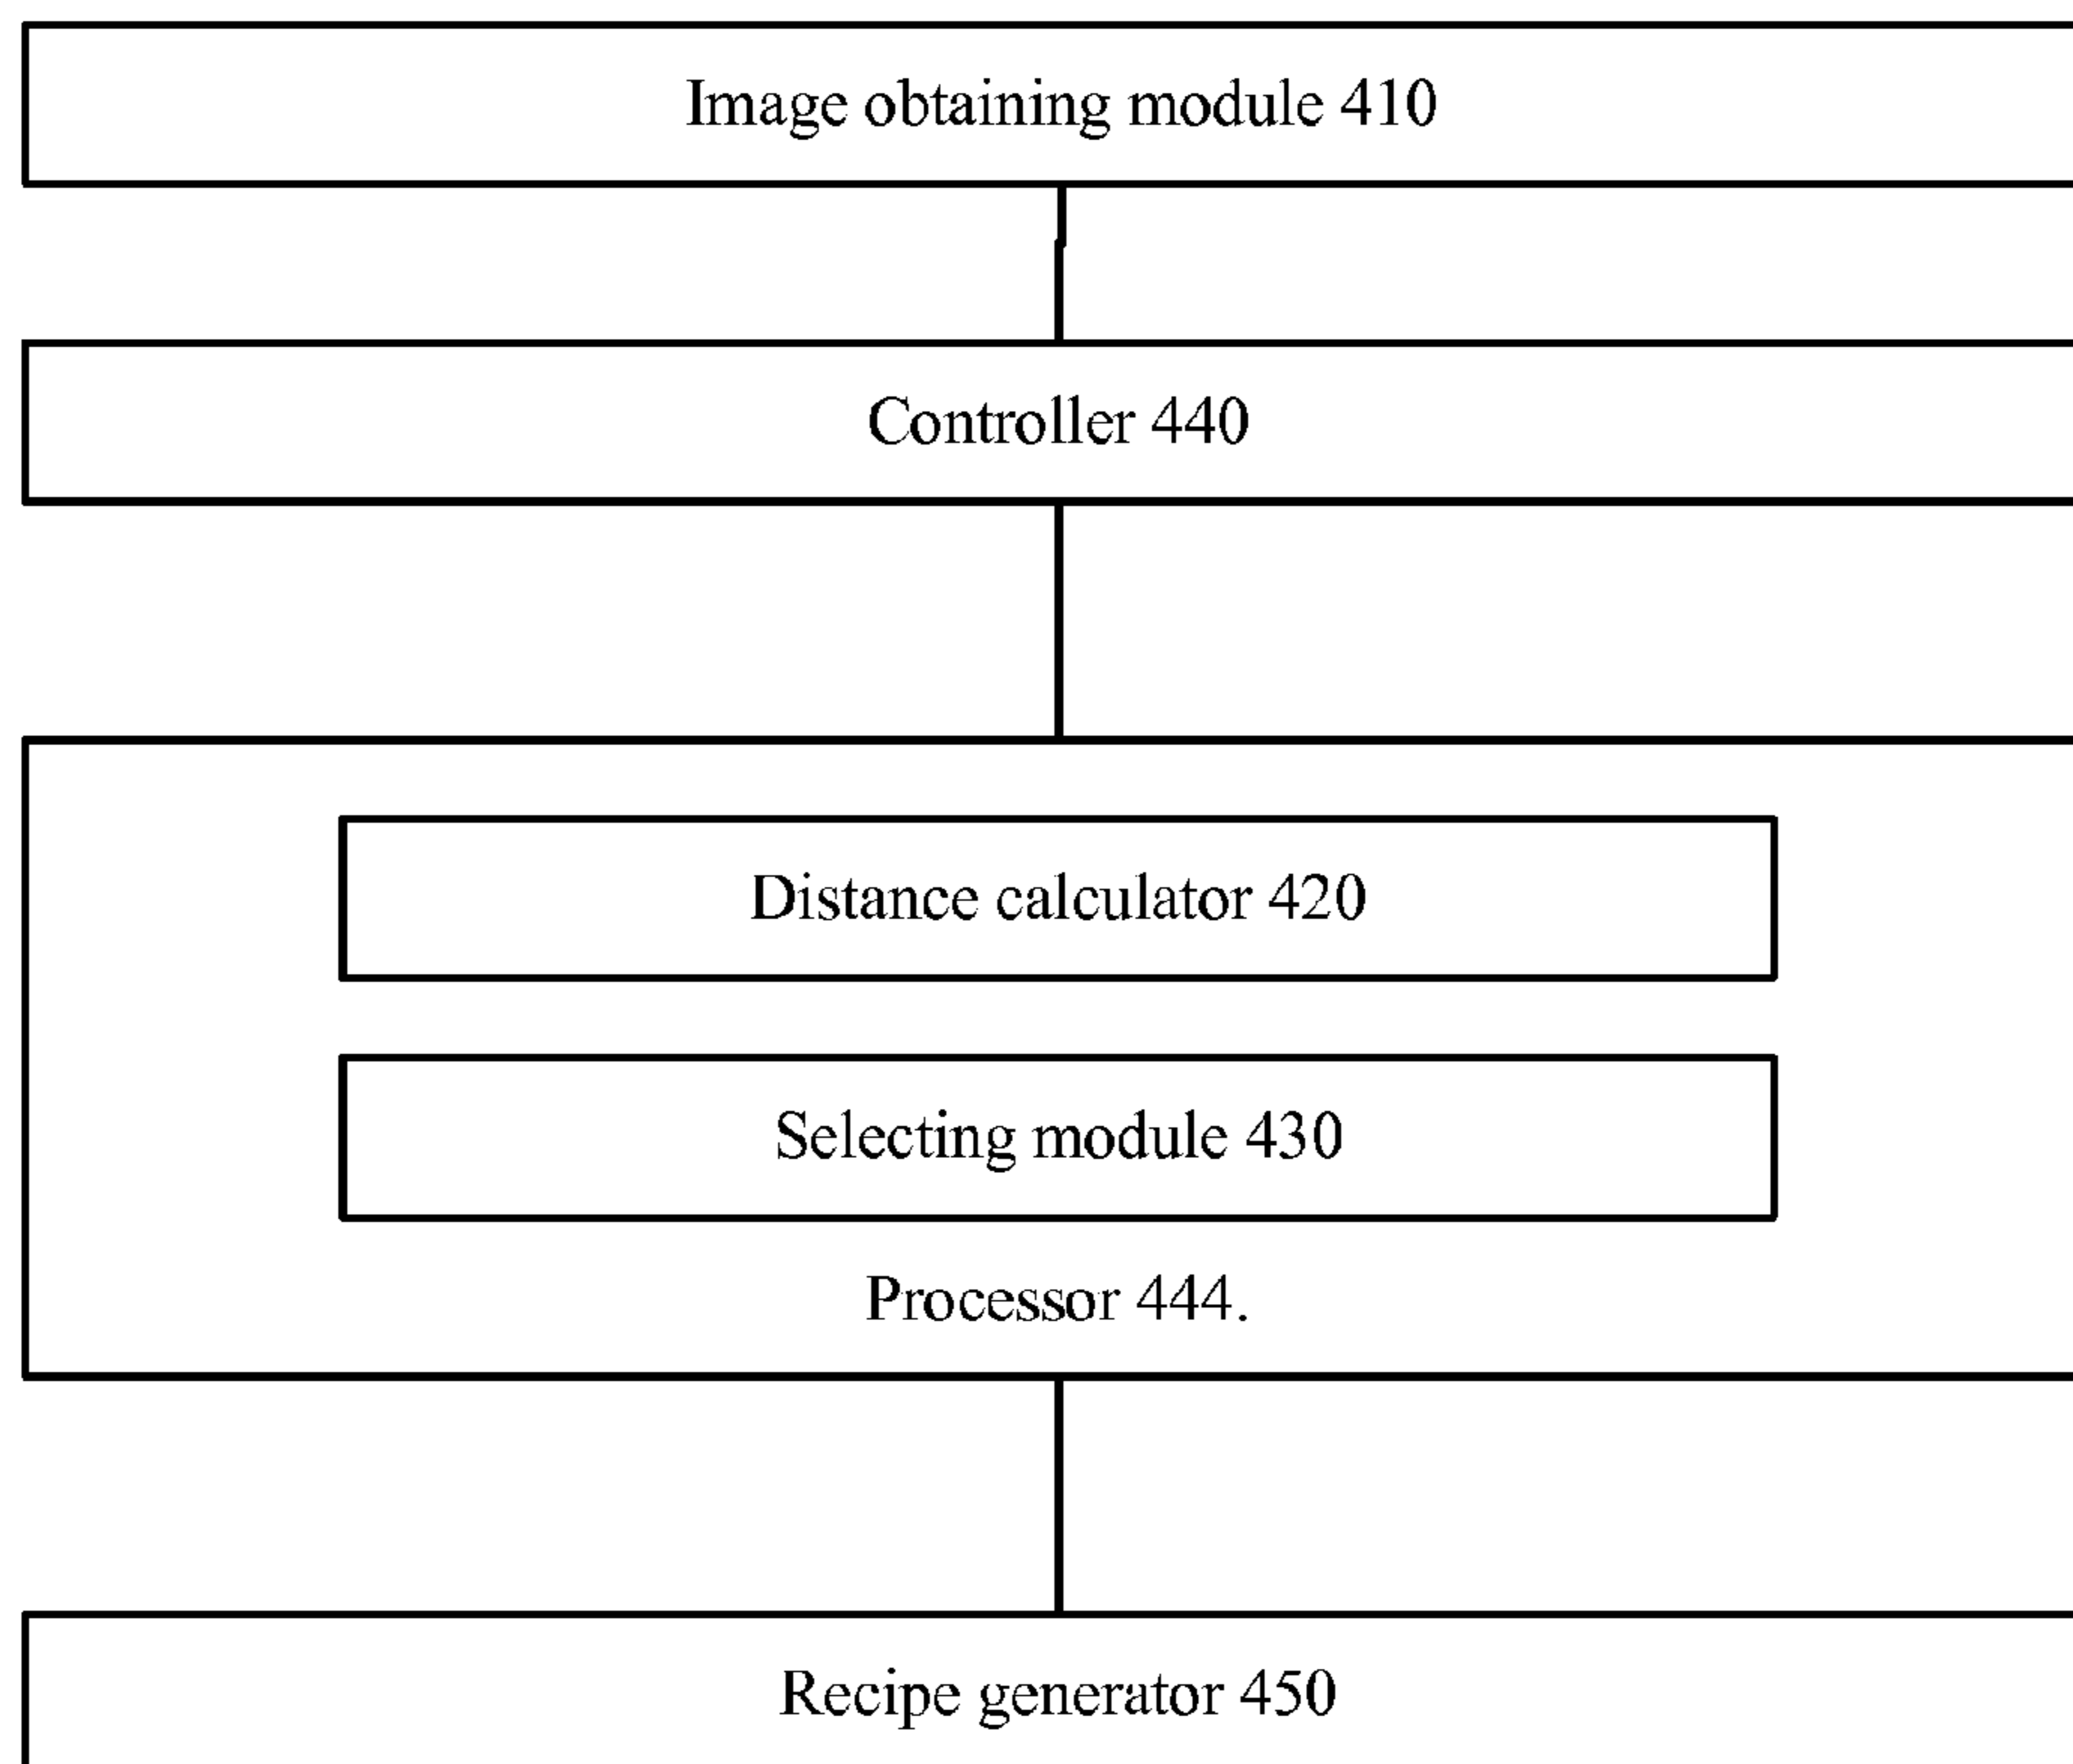 Image obtaining module 410
Controller 440
Distance calculator 420
Selecting module 430
Processor 444.
Recipe generator 450